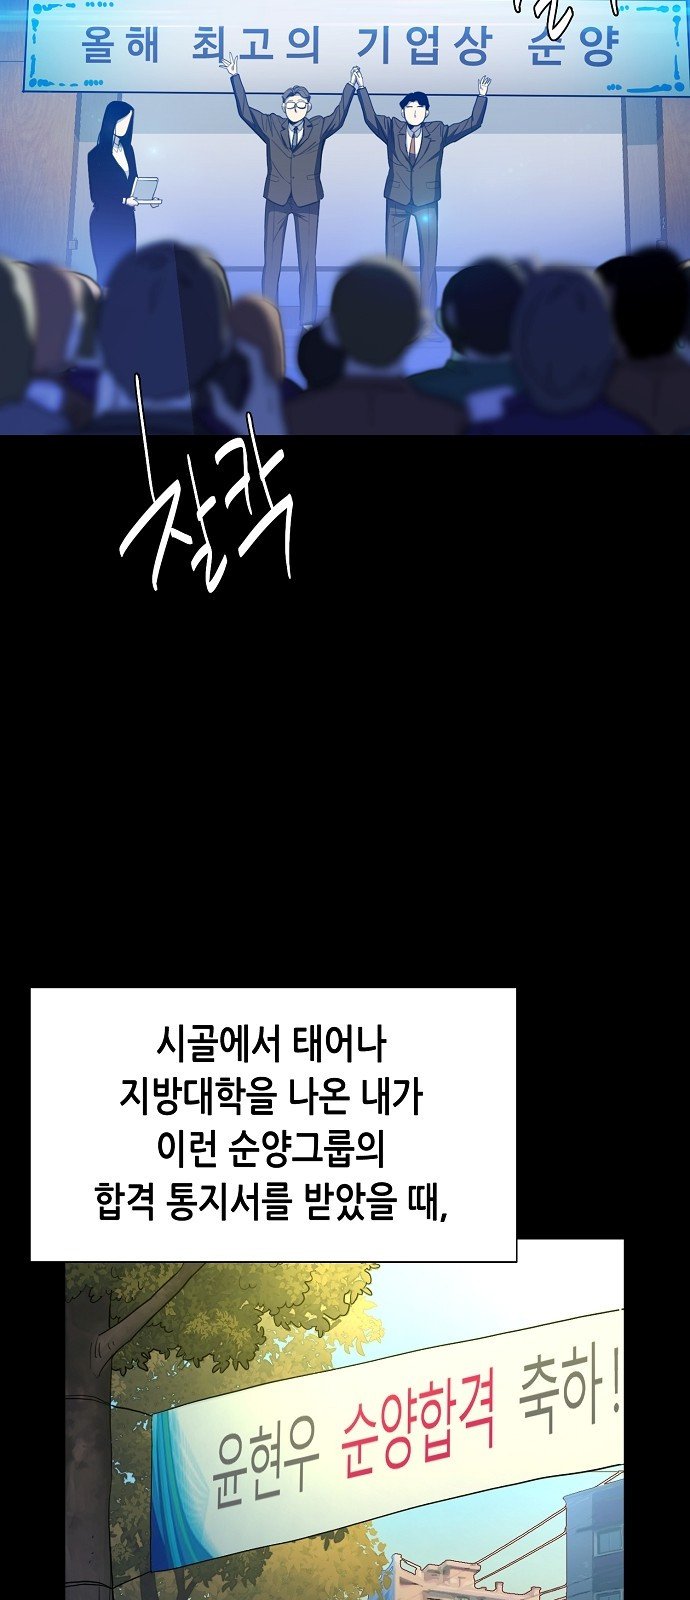 올해 최고의 기업상 순양
찰칵
시골에서 태어나
지방대학을 나온 내가
이런 순양그룹의
합격 통지서를 받았을 때,
윤현우 순양합격 축하!